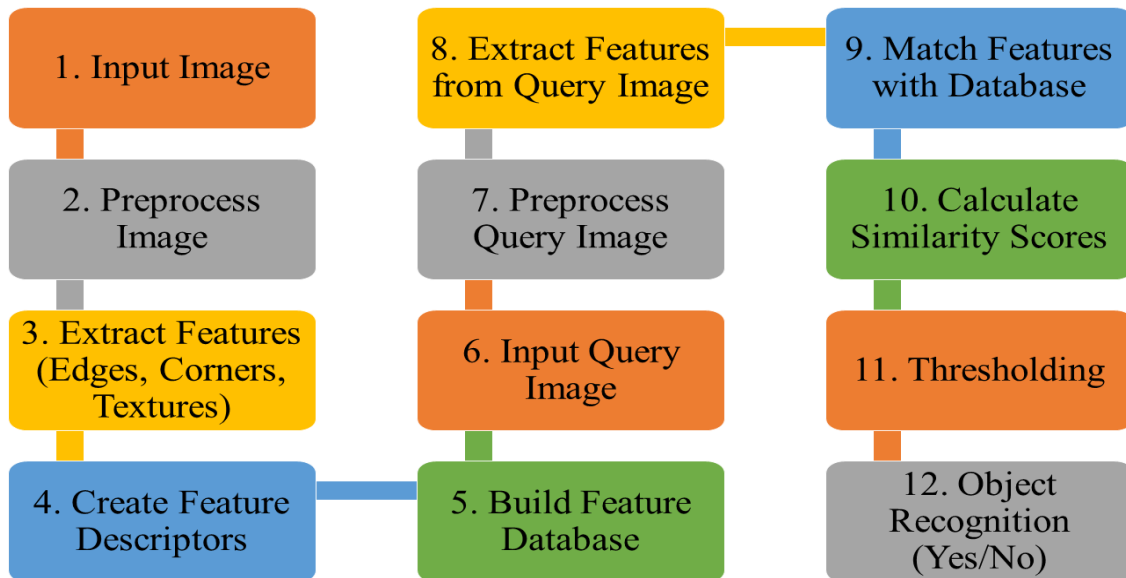 1. Input Image
2. Preprocess
Image
3. Extract Features
(Edges, Corners,
Textures)
4. Create Feature
Descriptors
5. Build Feature
Database
6. Input Query
Image
7. Preprocess
Query Image
8. Extract Features
from Query Image
9. Match Features
with Database
10. Calculate
Similarity Scores
11. Thresholding
12. Object
Recognition
(Yes/No)